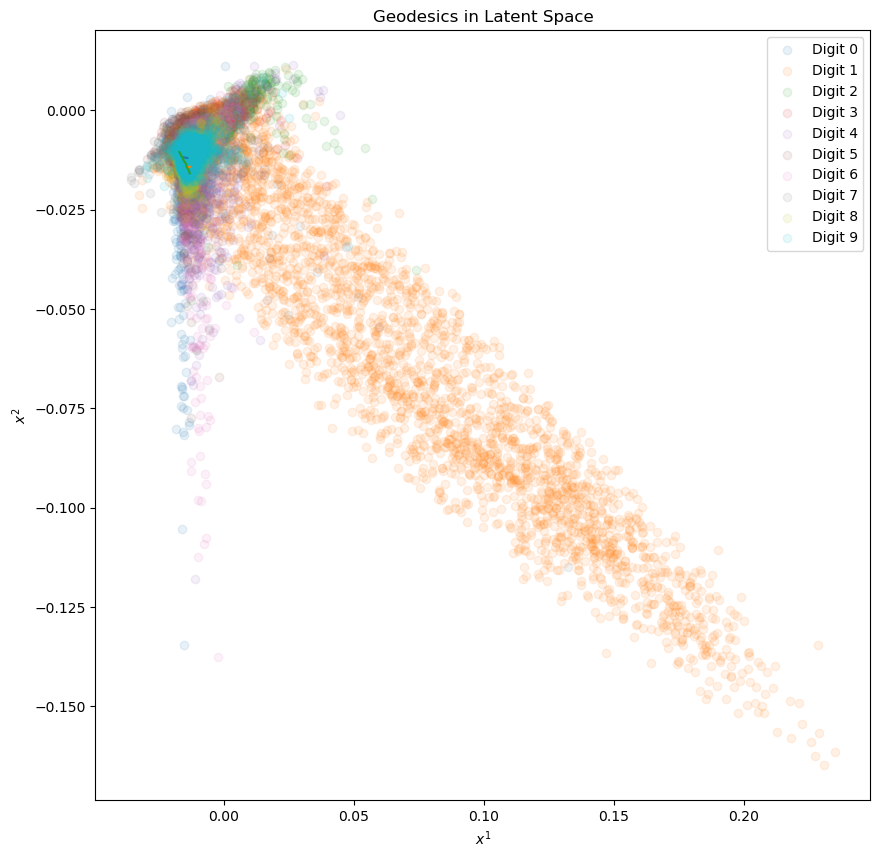 Geodesics in Latent Space
Digit 0
Digit 1
Digit 2
Digit 3
Digit 4
Digit 5
Digit 6
Digit 7
Digit 8
Digit 9
0.000
−0.025
−0.050
−0.075
−0.100
−0.125
−0.150
x²
0.00 0.05 0.10 0.15 0.20
x¹